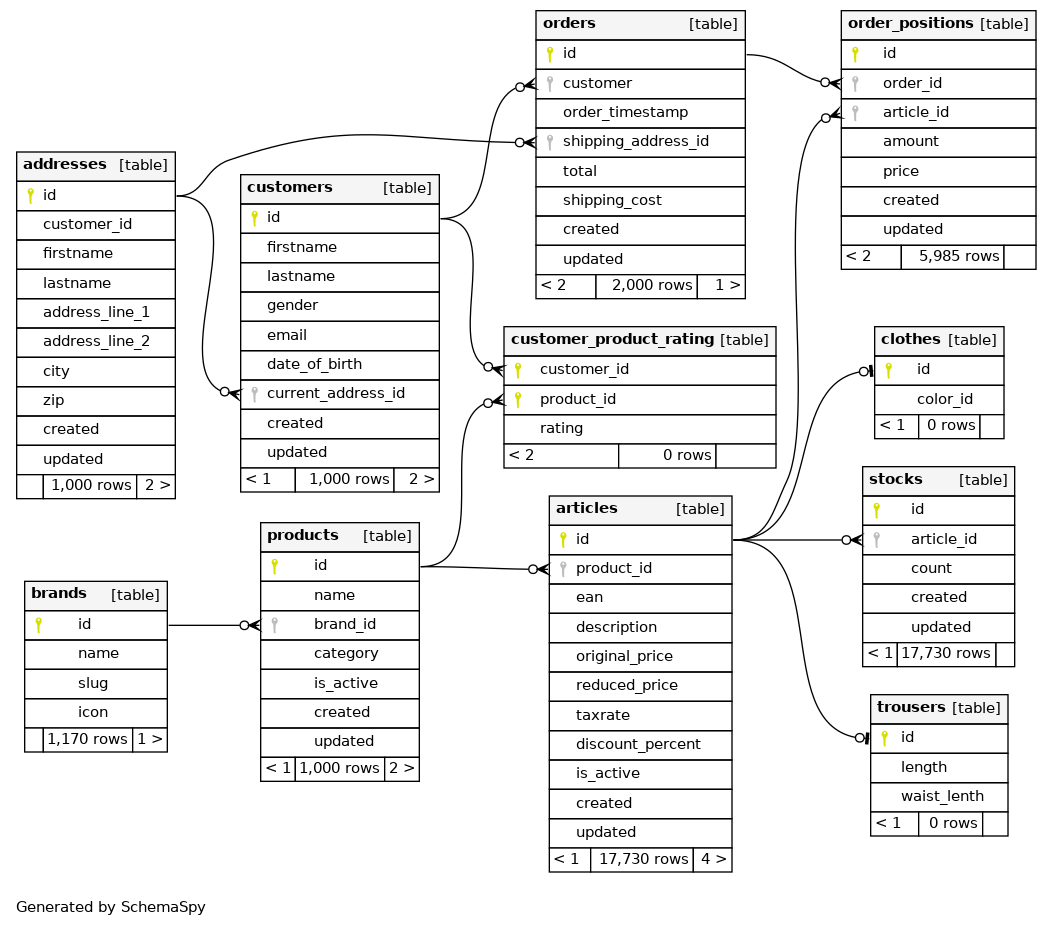 orders [table]
id
customer
order_timestamp
shipping_address_id
total
shipping_cost
created
updated
< 2 2,000 rows 1 >
order_positions [table]
id
order_id
article_id
amount
price
created
updated
< 2 5,985 rows
addresses [table]
id
customer_id
firstname
lastname
address_line_1
address_line_2
city
zip
created
updated
1,000 rows 2 >
customers [table]
id
firstname
lastname
gender
email
date_of_birth
current_address_id
created
updated
< 1 1,000 rows 2 >
customer_product_rating [table]
customer_id
product_id
rating
< 2 0 rows
clothes [table]
id
color_id
< 1 0 rows
stocks [table]
id
article_id
count
created
updated
< 1 17,730 rows
articles [table]
id
product_id
ean
description
original_price
reduced_price
taxrate
discount_percent
is_active
created
updated
< 1 17,730 rows 4 >
products [table]
id
name
brand_id
category
is_active
created
updated
< 1 1,000 rows 2 >
brands [table]
id
name
slug
icon
1,170 rows 1 >
trousers [table]
id
length
waist_lenth
< 1 0 rows
Generated by SchemaSpy